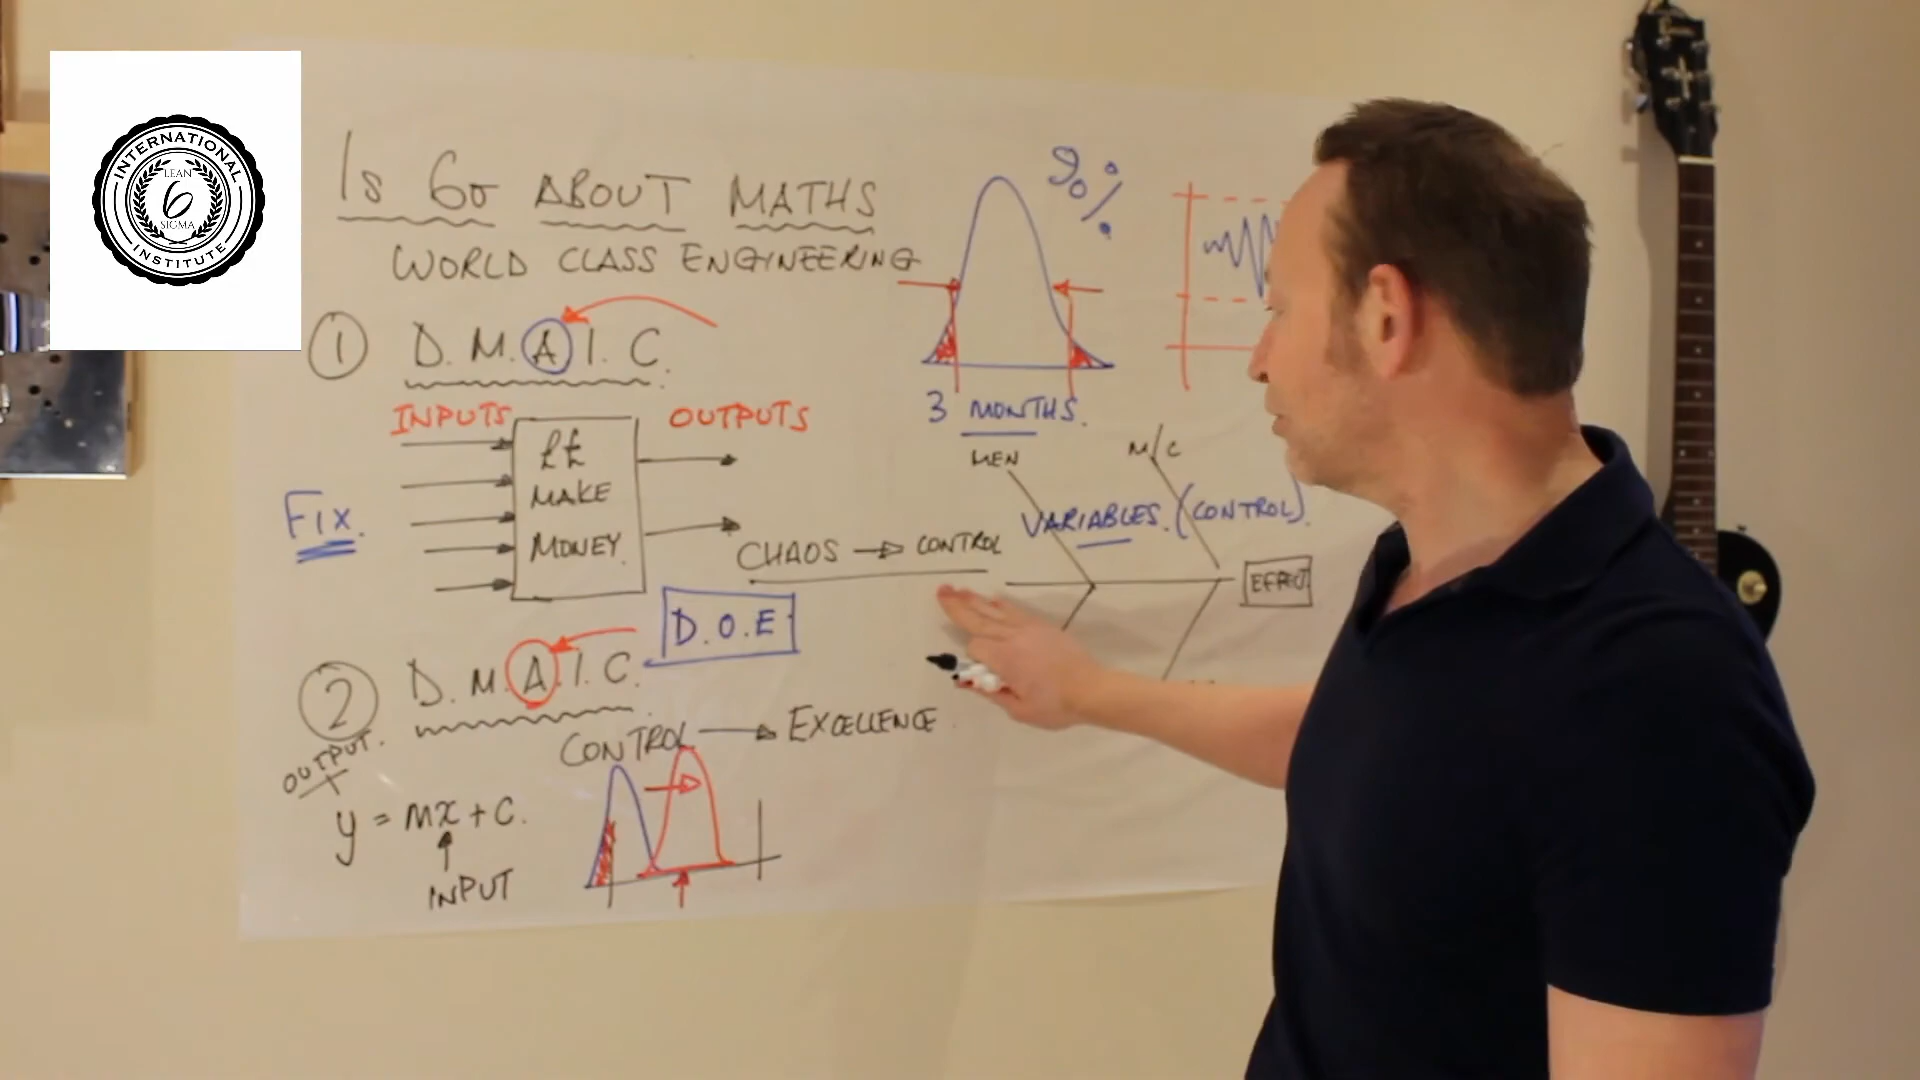 INTERNATIONAL
LEAN
6
SIGMA
INSTITUTE
Is 6σ ABOUT MATHS
WORLD CLASS ENGINEERING
90%
1 D.M.A.I.C.
3 MONTHS.
INPUTS
OUTPUTS
££
MAKE
MONEY.
FIX.
MEN
M/C
VARIABLES. (CONTROL).
CHAOS → CONTROL
EFFECT
D.O.E
2 D.M.A.I.C.
CONTROL → EXCELLENCE
OUTPUT.
y = mx + c.
INPUT